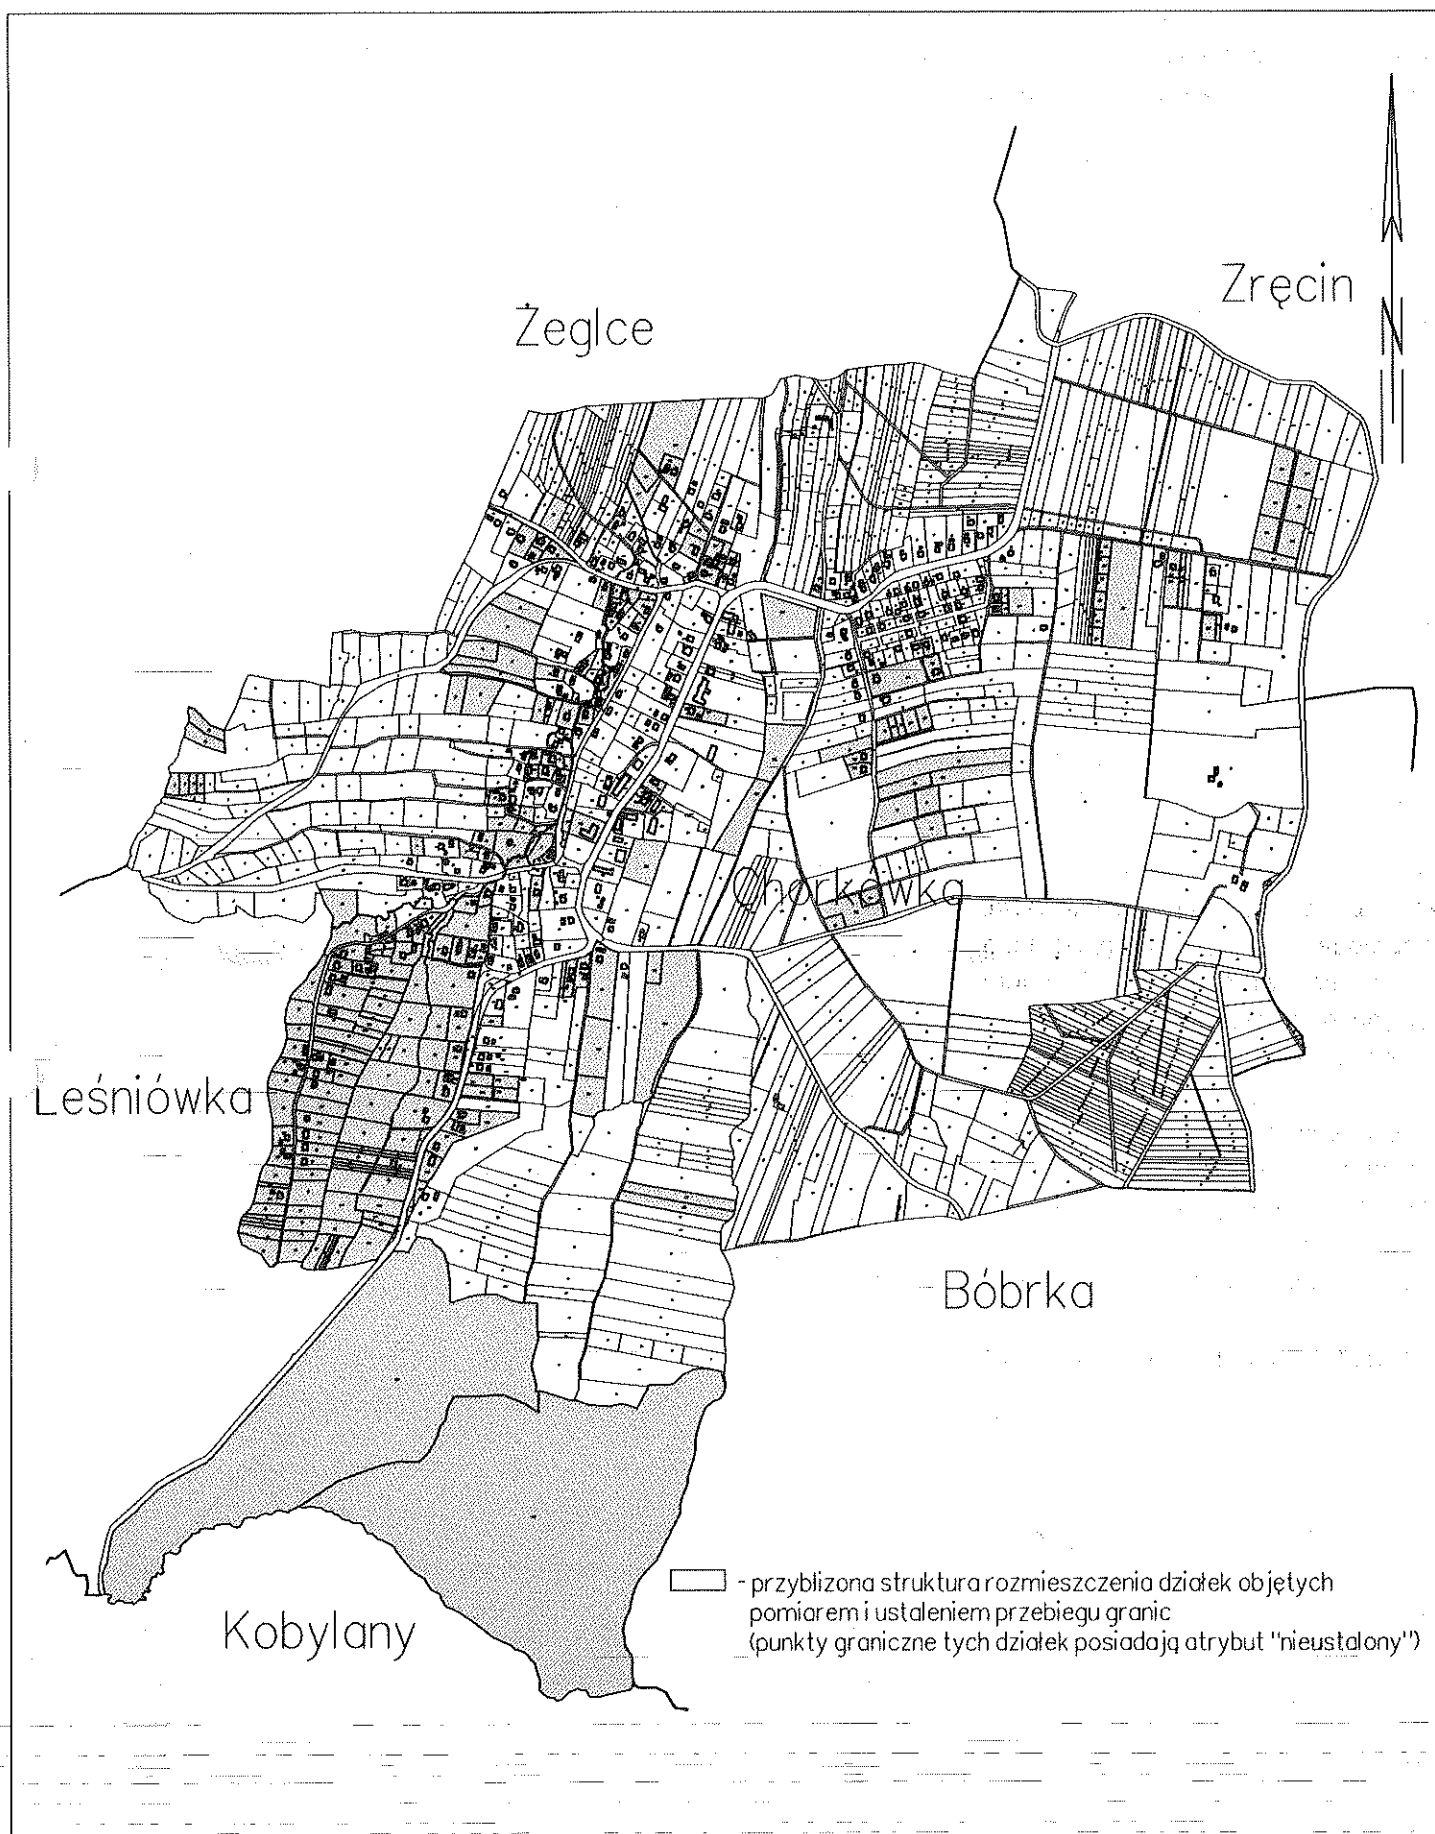 Zręcin
Żeglce
N
Chorkówka
Leśniówka
Bóbrka
- przyblizona struktura rozmieszczenia działek objętych
pomiarem i ustaleniem przebiegu granic
(punkty graniczne tych działek posiadają atrybut "nieustalony")
Kobylany